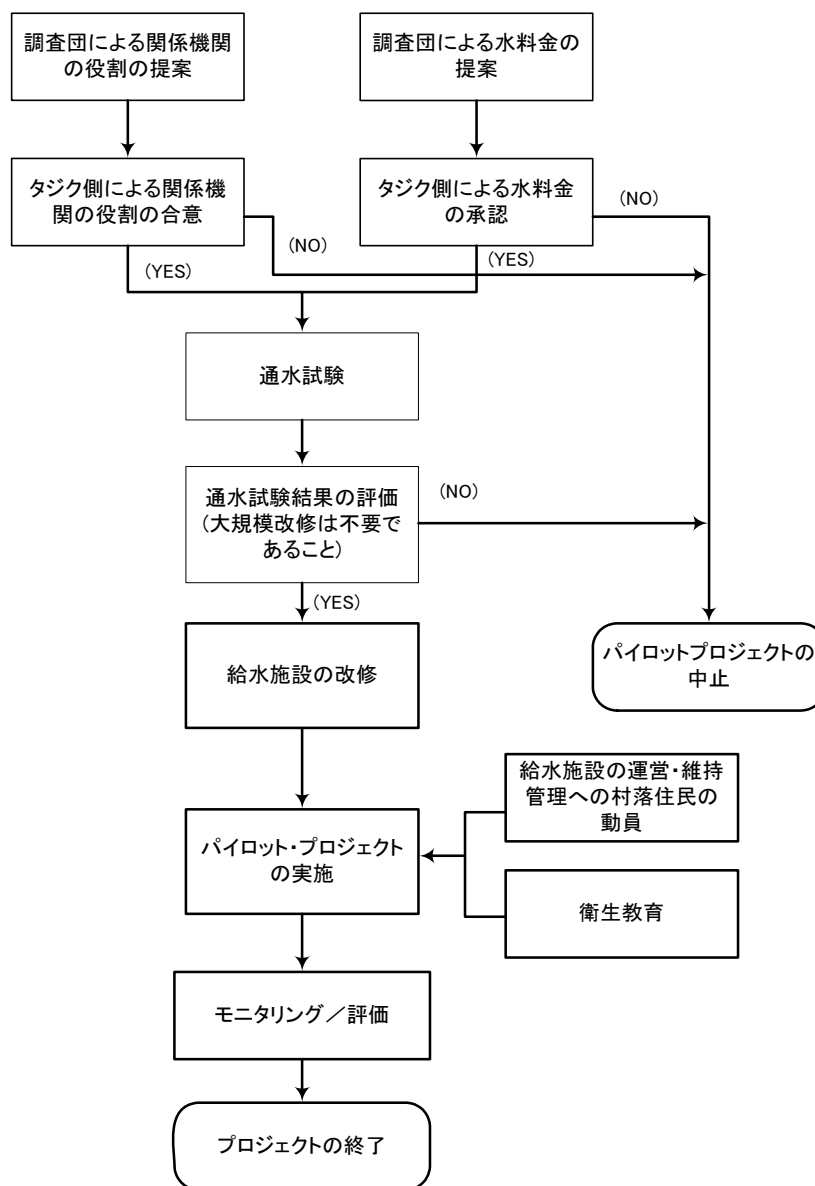 調査団による関係機関
の役割の提案
調査団による水料金の
提案
タジク側による関係機
関の役割の合意
タジク側による水料金
の承認
(NO)
(NO)
(YES)
(YES)
通水試験
通水試験結果の評価
(大規模改修は不要で
あること)
(NO)
(YES)
給水施設の改修
パイロットプロジェクトの
中止
給水施設の運営・維持
管理への村落住民の
動員
パイロット・プロジェクト
の実施
衛生教育
モニタリング／評価
プロジェクトの終了